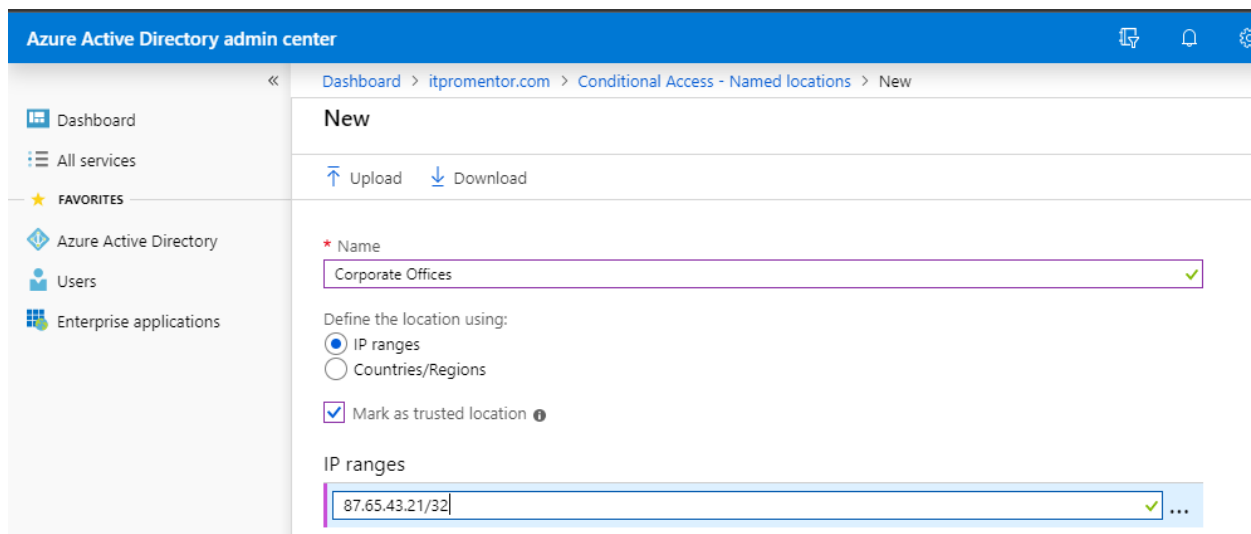 Azure Active Directory admin center
«
Dashboard > itpromentor.com > Conditional Access - Named locations > New
Dashboard
All services
FAVORITES
Azure Active Directory
Users
Enterprise applications
New
Upload Download
* Name
Corporate Offices
Define the location using:
IP ranges
Countries/Regions
Mark as trusted location
IP ranges
87.65.43.21/32
...